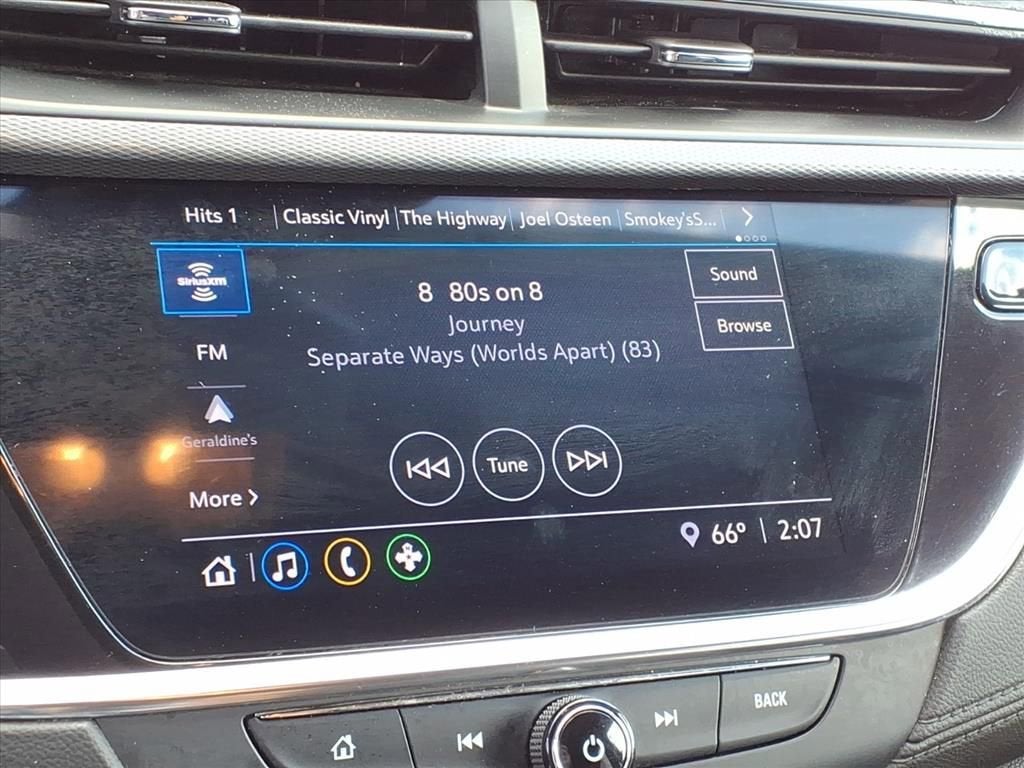 Hits 1 Classic Vinyl The Highway Joel Osteen Smokey'sS...
SiriusXM
8 80s on 8
Sound
Journey
Browse
FM
Separate Ways (Worlds Apart) (83)
Geraldine's
Tune
More
66° 2:07
BACK